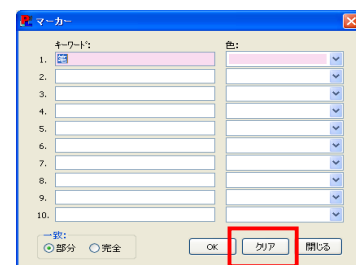 マーカー
キーワード: 色:
1. 筆
2.
3.
4.
5.
6.
7.
8.
9.
10.
一致:
部分 完全
OK クリア 閉じる